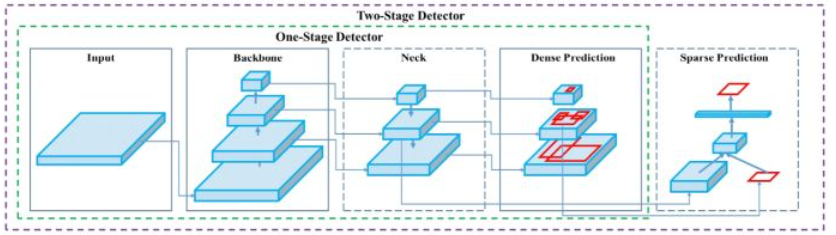 Two-Stage Detector
One-Stage Detector
Input
Backbone
Neck
Dense Prediction
Sparse Prediction